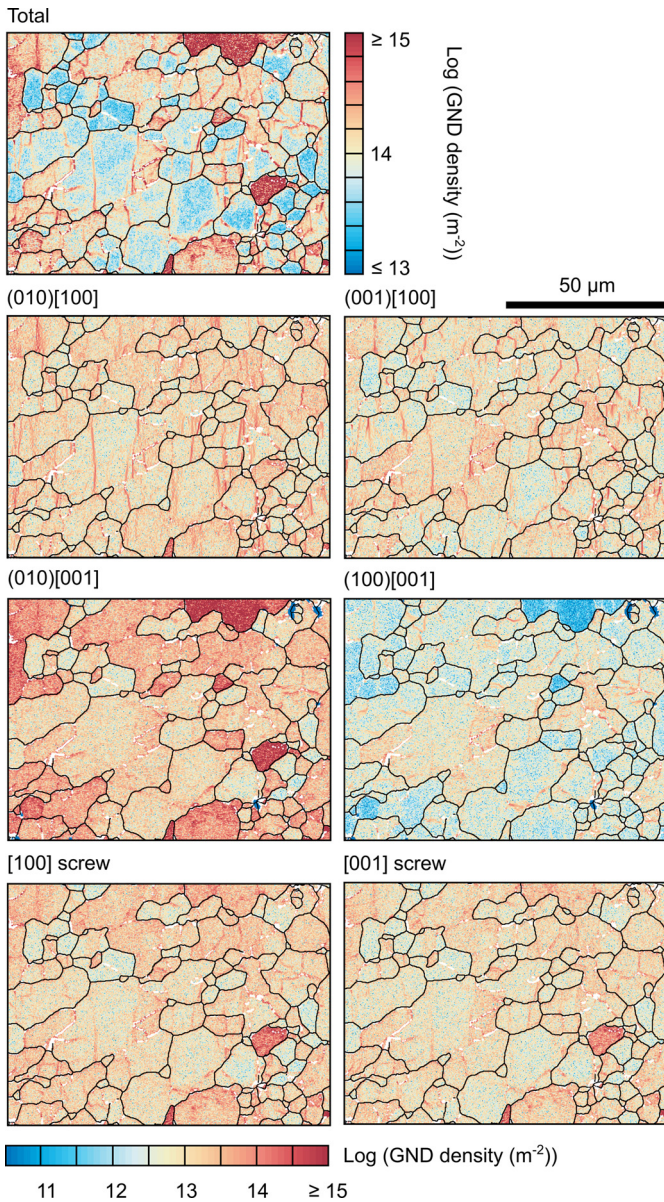 Total
≥ 15
14
≤ 13
Log (GND density (m⁻²))
(010)[100]
(001)[100]
50 µm
(010)[001]
(100)[001]
[100] screw
[001] screw
Log (GND density (m⁻²))
11 12 13 14 ≥ 15